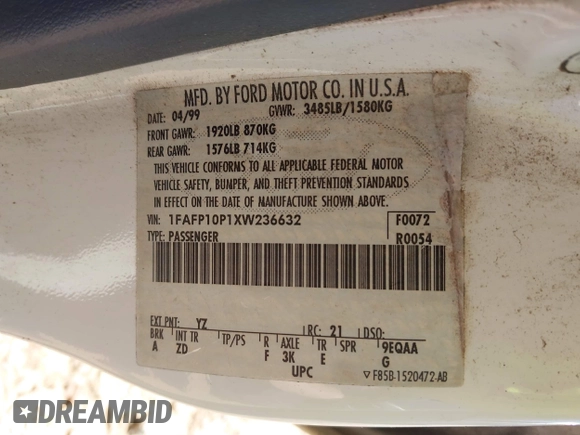 MFD. BY FORD MOTOR CO. IN U.S.A.
DATE: 04/99 GVWR: 3485LB/1580KG
FRONT GAWR: 1920LB 870KG
REAR GAWR: 1576LB 714KG
THIS VEHICLE CONFORMS TO ALL APPLICABLE FEDERAL MOTOR
VEHICLE SAFETY, BUMPER, AND THEFT PREVENTION STANDARDS
IN EFFECT ON THE DATE OF MANUFACTURE SHOWN ABOVE.
VIN: 1FAFP10P1XW236632 F0072
TYPE: PASSENGER R0054
EXT PNT: YZ RC: 21 DSO:
BRK INT TR TP/PS R AXLE TR SPR 9EQAA
A ZD F 3K E G
UPC
▽ F85B-1520472-AB
DREAMBID